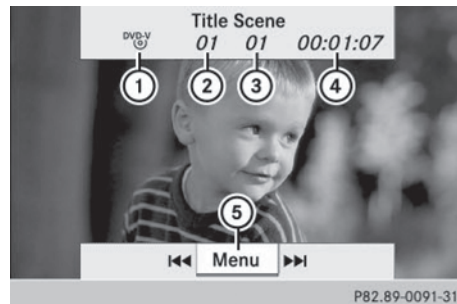 Title Scene
DVD-V 01 01 00:01:07
1 2 3 4
5
Menu
P82.89-0091-31